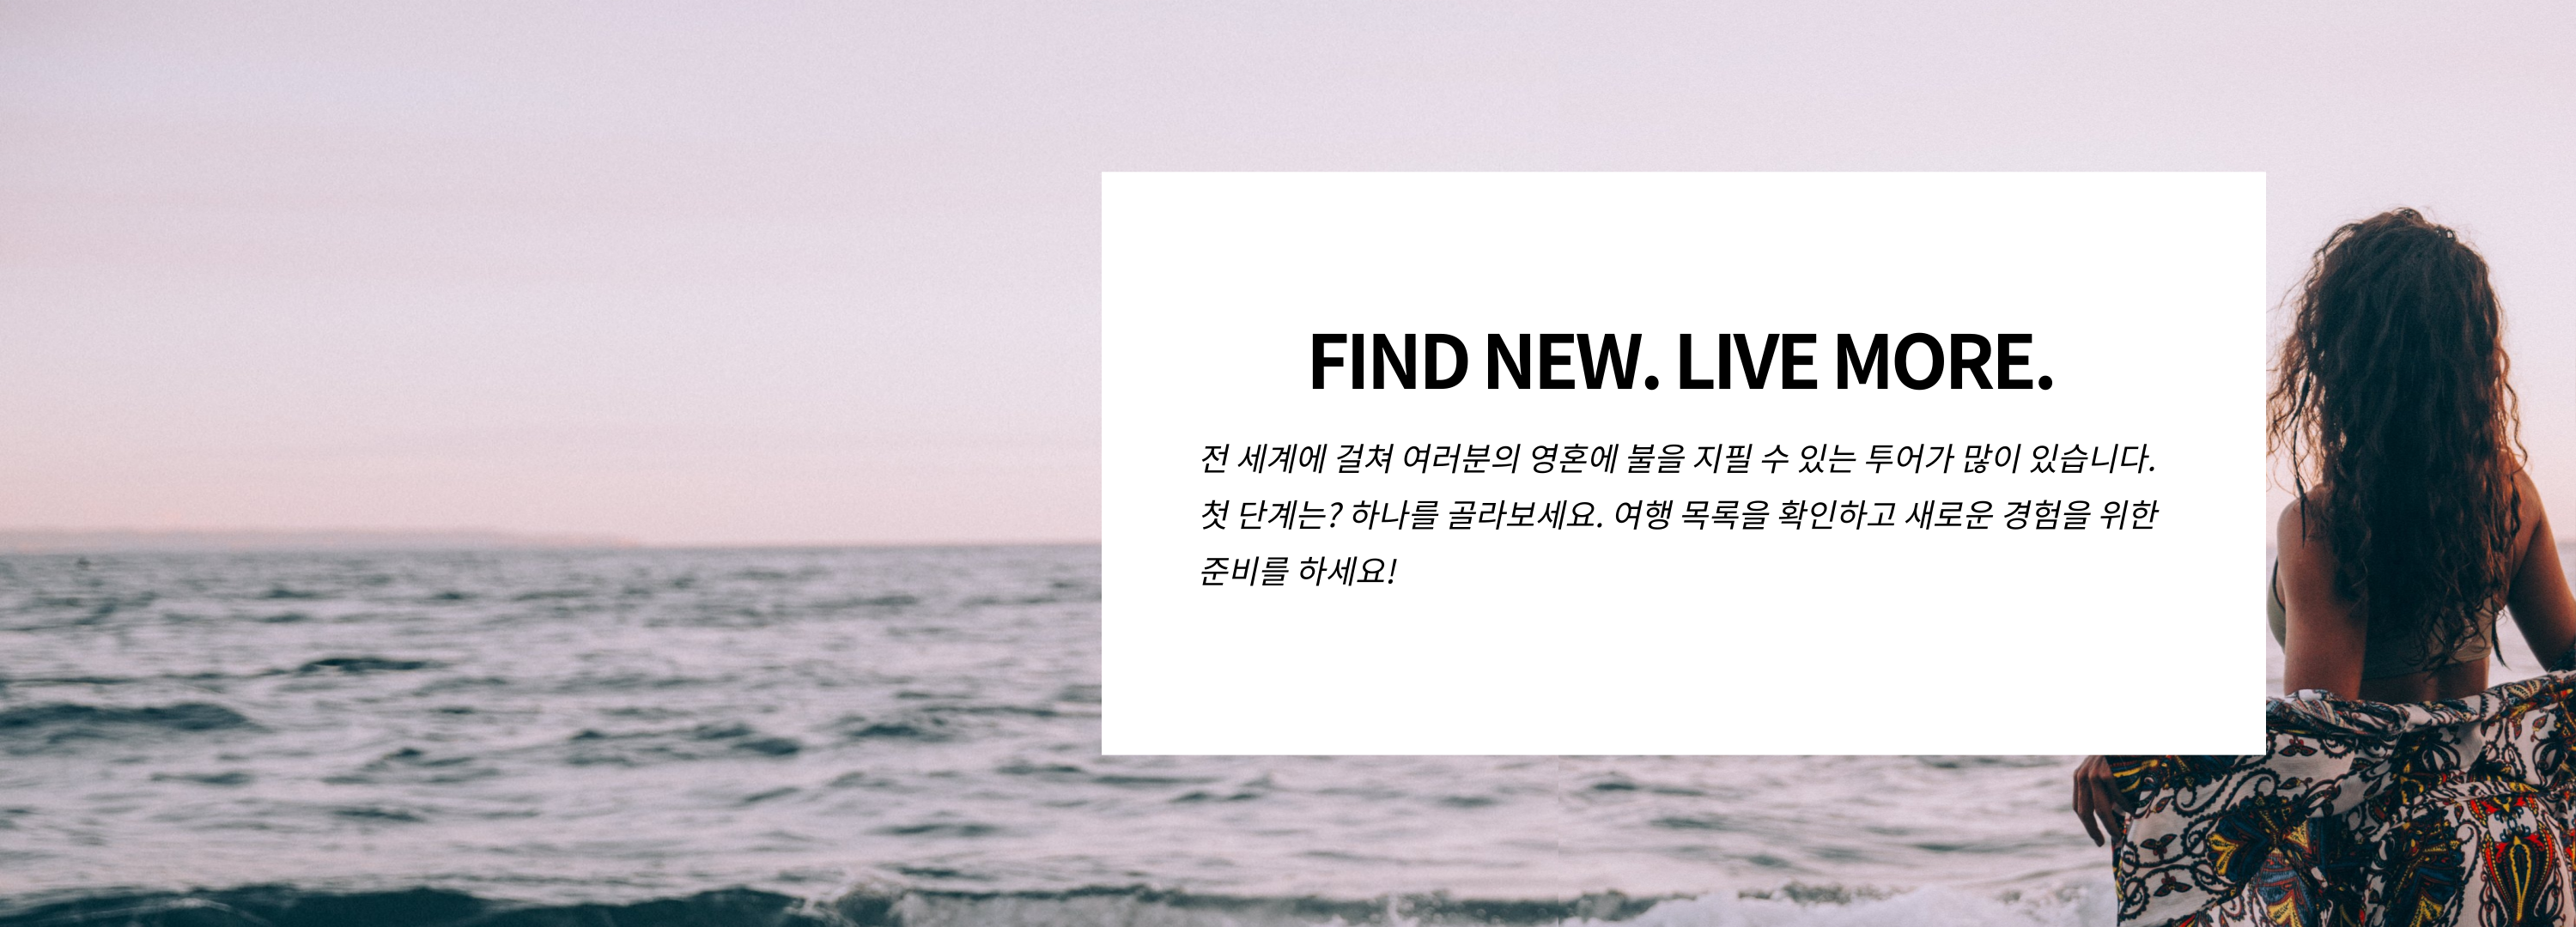 FIND NEW. LIVE MORE.
전 세계에 걸쳐 여러분의 영혼에 불을 지필 수 있는 투어가 많이 있습니다.
첫 단계는? 하나를 골라보세요. 여행 목록을 확인하고 새로운 경험을 위한
준비를 하세요!